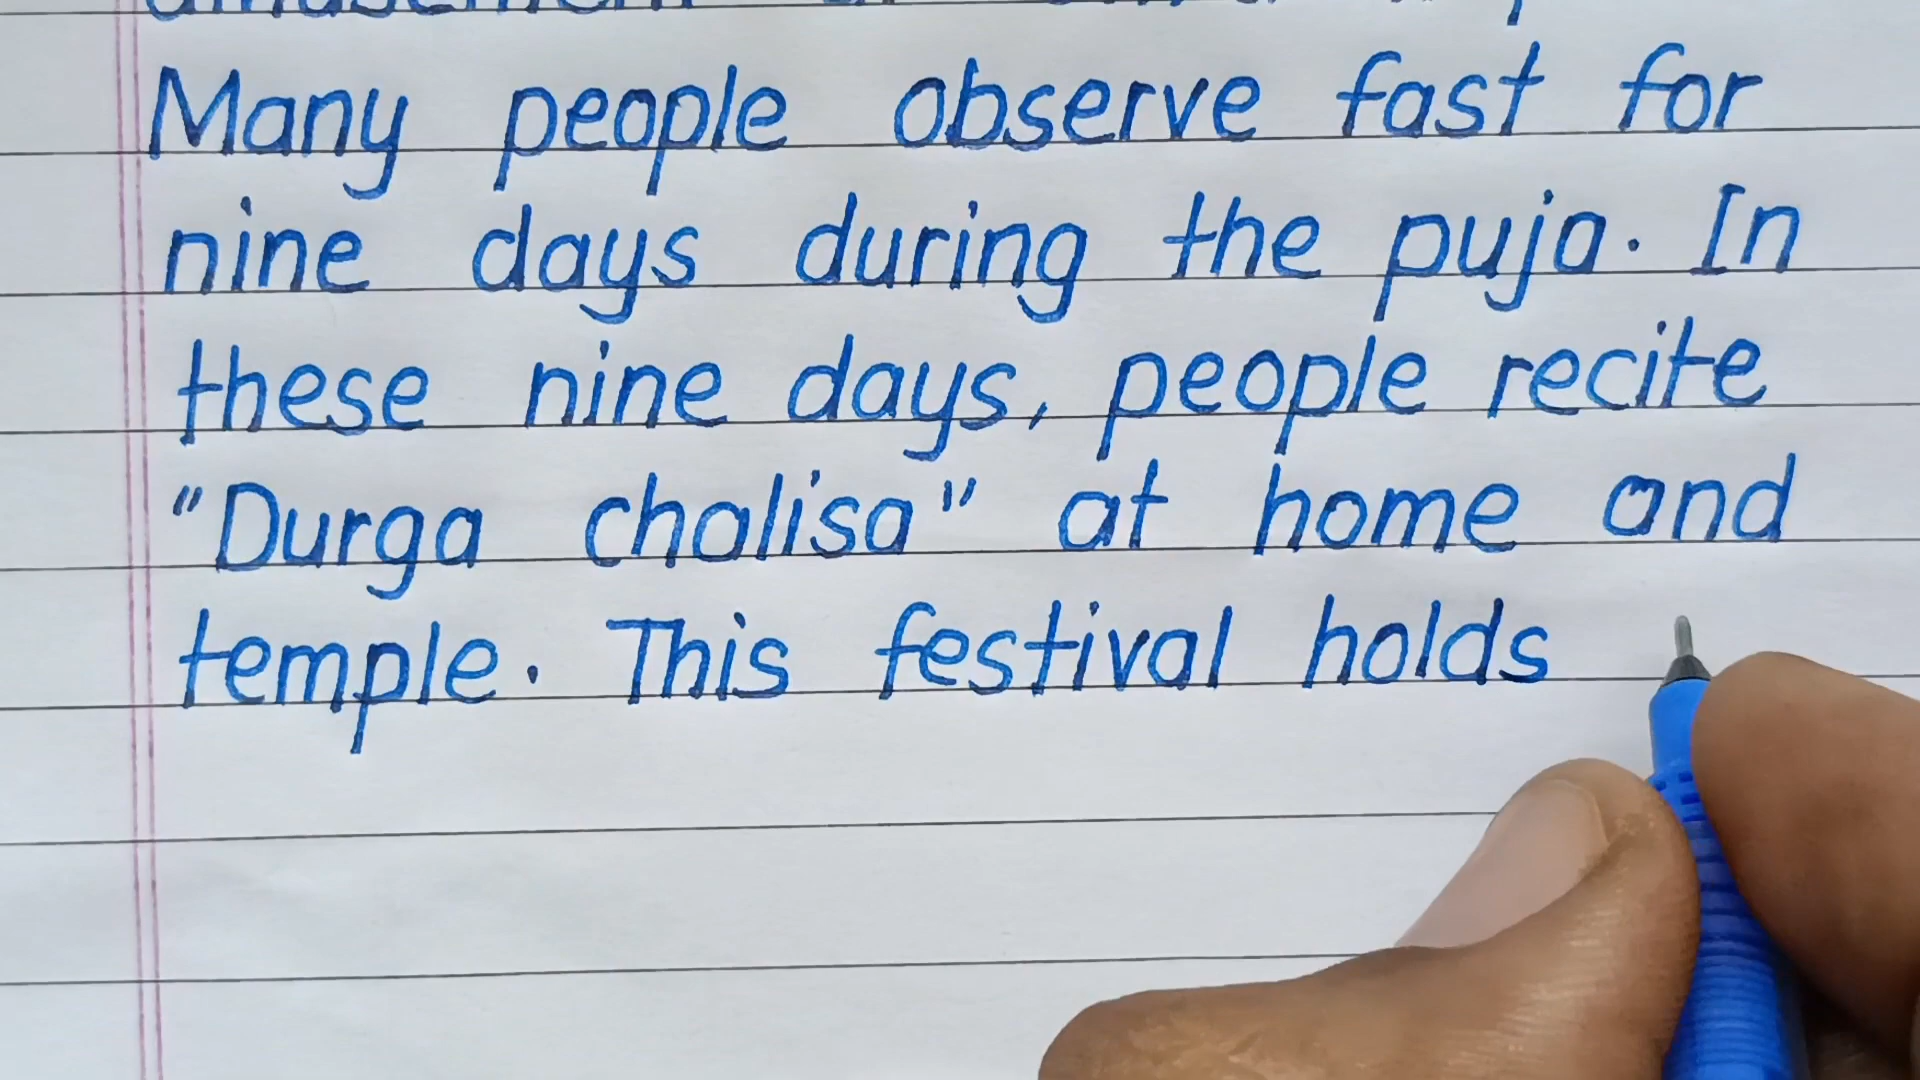 Many people observe fast for
nine days during the puja. In
these nine days, people recite
"Durga chalisa" at home and
temple. This festival holds